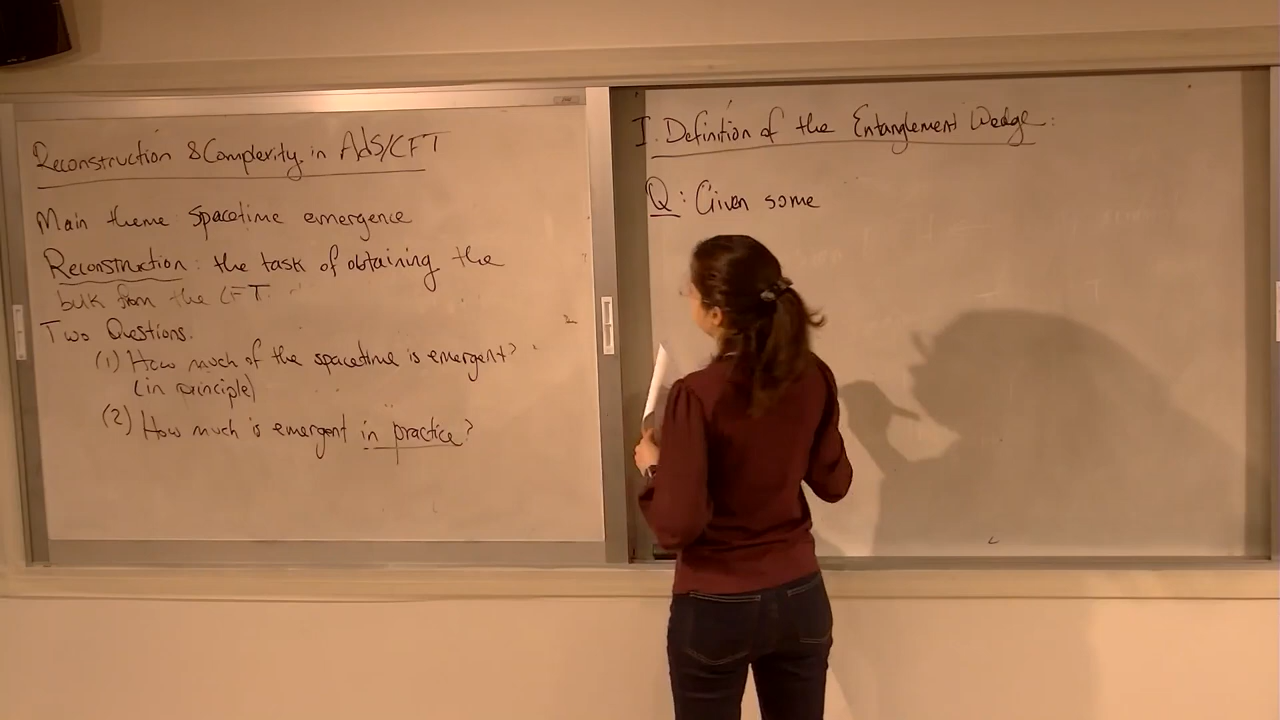 Reconstruction & Complexity in AdS/CFT
Main theme: spacetime emergence
Reconstruction: the task of obtaining the
bulk from the CFT.
Two Questions.
(1) How much of the spacetime is emergent?
(in principle)
(2) How much is emergent in practice?
I. Definition of the Entanglement Wedge:
Q: Given some